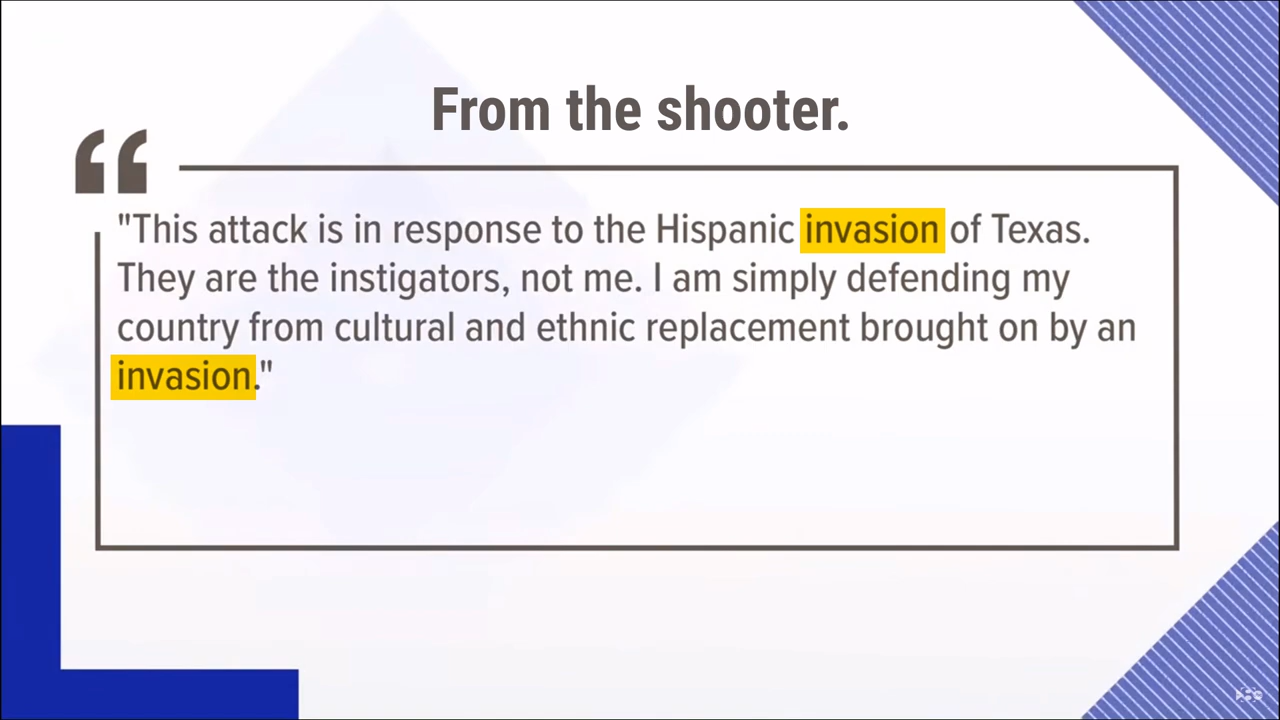 From the shooter.
"This attack is in response to the Hispanic invasion of Texas.
They are the instigators, not me. I am simply defending my
country from cultural and ethnic replacement brought on by an
invasion."